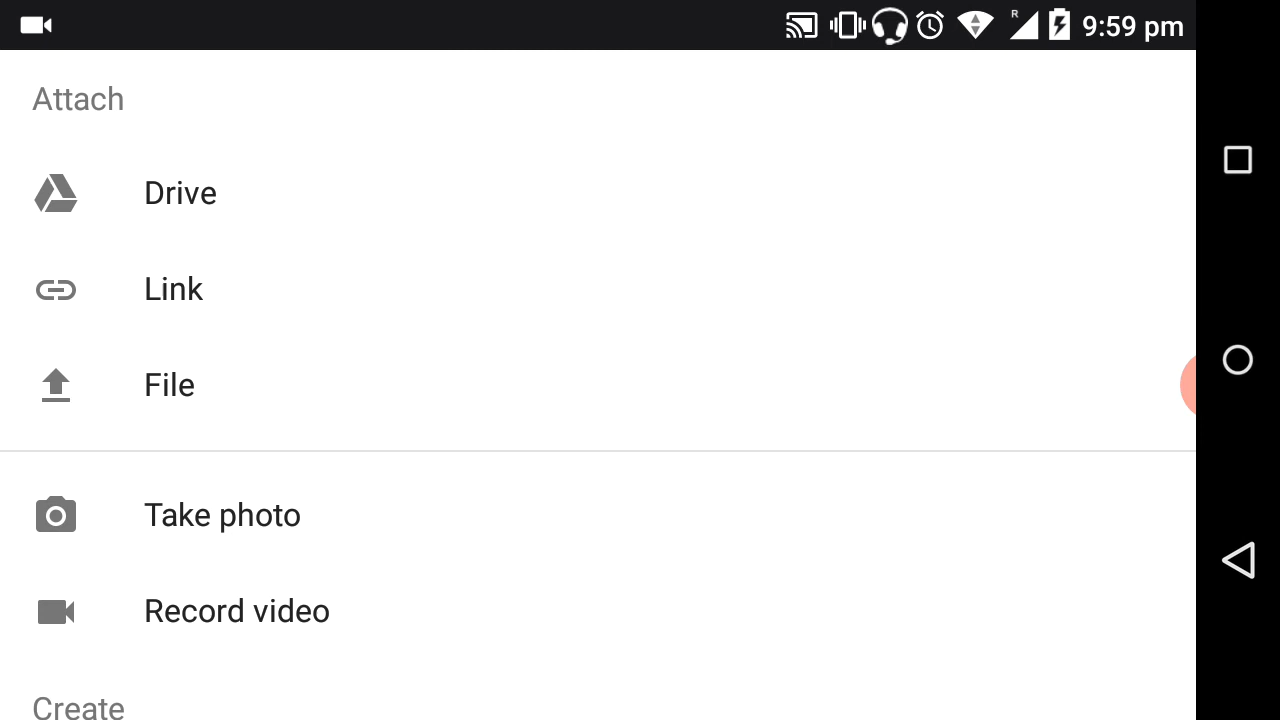 R 9:59 pm
Attach
Drive
Link
File
Take photo
Record video
Create